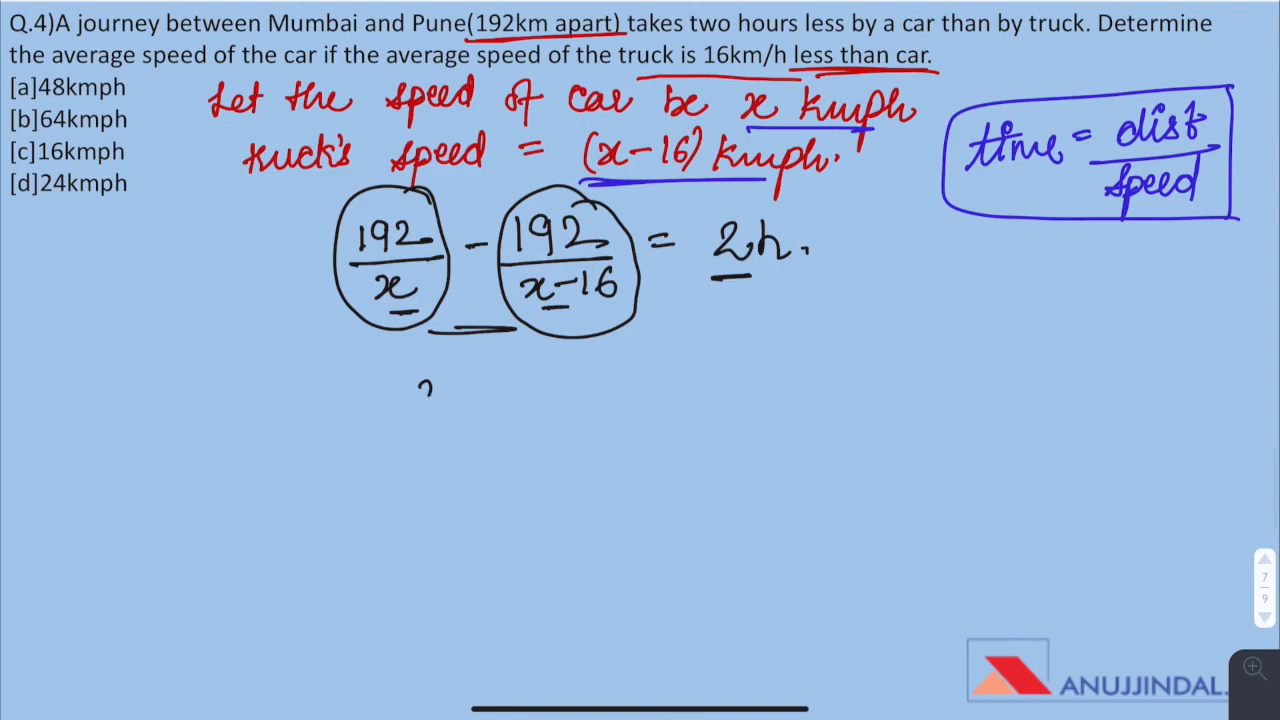 Q.4)A journey between Mumbai and Pune(192km apart) takes two hours less by a car than by truck. Determine
the average speed of the car if the average speed of the truck is 16km/h less than car.
[a]48kmph
[b]64kmph
[c]16kmph
[d]24kmph
Let the speed of car be x kmph
truck's speed = (x-16) kmph.
time = dist/speed
192/x - 192/x-16 = 2h.
2
7
9
ANUJJINDAL.